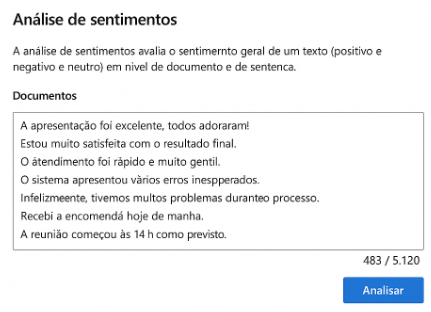 Análise de sentimentos
A análise de sentimentos avalia o sentimernto geral de um texto (positivo e
negativo e neutro) em nivel de documento e de sentenca.
Documentos
A apresentação foi excelente, todos adoraram!
Estou muito satisfeita com o resultado final.
O átendimento foi ràpido e muito gentil.
O sistema apresentou vàrios erros inespperados.
Infelizmeente, tivemos multos problemas duranteo processo.
Recebi a encomendá hoje de manha.
A reunião começou às 14 h como previsto.
483 / 5.120
Analisar